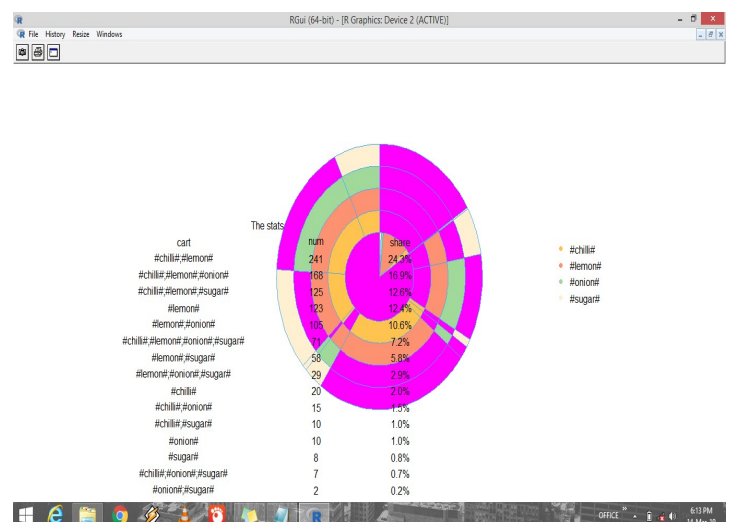 RGui (64-bit) - [R Graphics: Device 2 (ACTIVE)]
File History Resize Windows
The stats
cart num share
#chilli#;#lemon# 241 24.3%
#chilli#;#lemon#;#onion# 168 16.9%
#chilli#;#lemon#;#sugar# 125 12.6%
#lemon# 123 12.4%
#lemon#;#onion# 105 10.6%
#chilli#;#lemon#;#onion#;#sugar# 71 7.2%
#lemon#;#sugar# 58 5.8%
#lemon#;#onion#;#sugar# 29 2.9%
#chilli# 20 2.0%
#chilli#;#onion# 15 1.5%
#chilli#;#sugar# 10 1.0%
#onion# 10 1.0%
#sugar# 8 0.8%
#chilli#;#onion#;#sugar# 7 0.7%
#onion#;#sugar# 2 0.2%
#chilli#
#lemon#
#onion#
#sugar#
OFFICE
6:13 PM